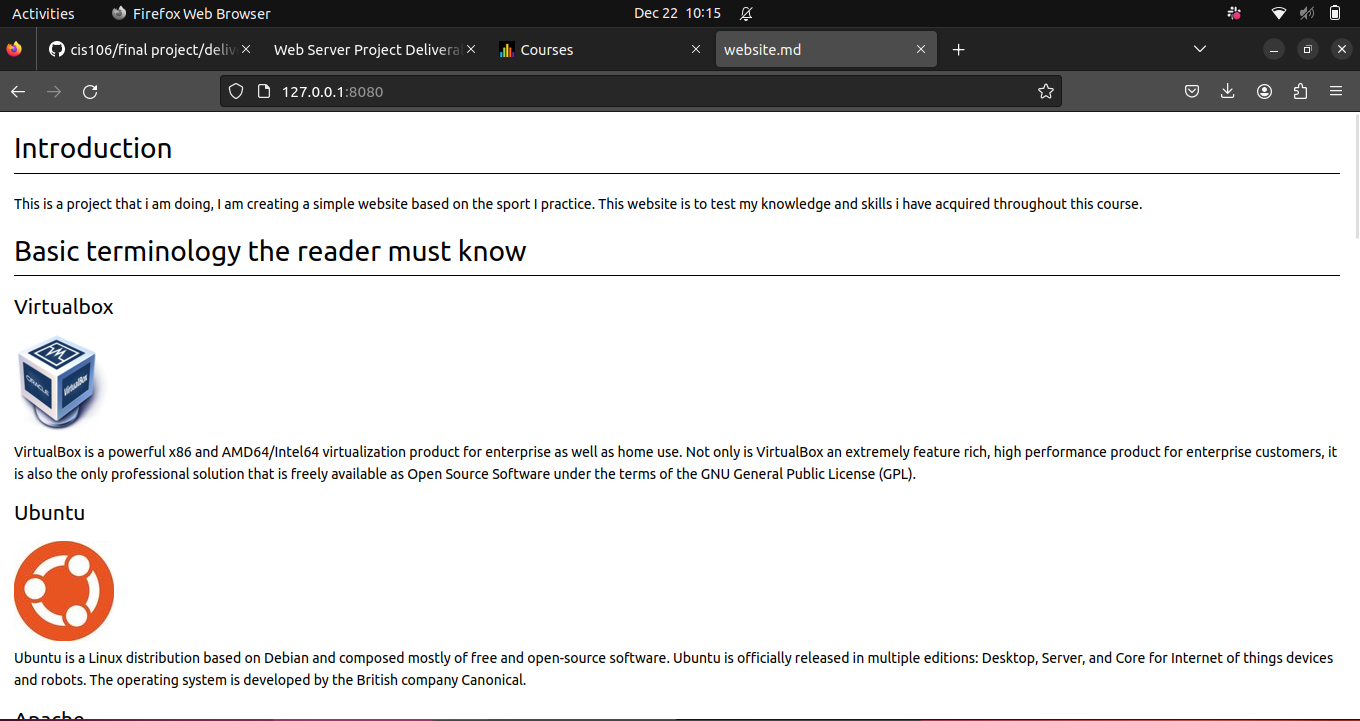 Activities Firefox Web Browser Dec 22 10:15
cis106/final project/deliv Web Server Project Delivera Courses website.md
127.0.0.1:8080
Introduction
This is a project that i am doing, I am creating a simple website based on the sport I practice. This website is to test my knowledge and skills i have acquired throughout this course.
Basic terminology the reader must know
Virtualbox
ORACLE VirtualBox
VirtualBox is a powerful x86 and AMD64/Intel64 virtualization product for enterprise as well as home use. Not only is VirtualBox an extremely feature rich, high performance product for enterprise customers, it
is also the only professional solution that is freely available as Open Source Software under the terms of the GNU General Public License (GPL).
Ubuntu
Ubuntu is a Linux distribution based on Debian and composed mostly of free and open-source software. Ubuntu is officially released in multiple editions: Desktop, Server, and Core for Internet of things devices
and robots. The operating system is developed by the British company Canonical.
Apache